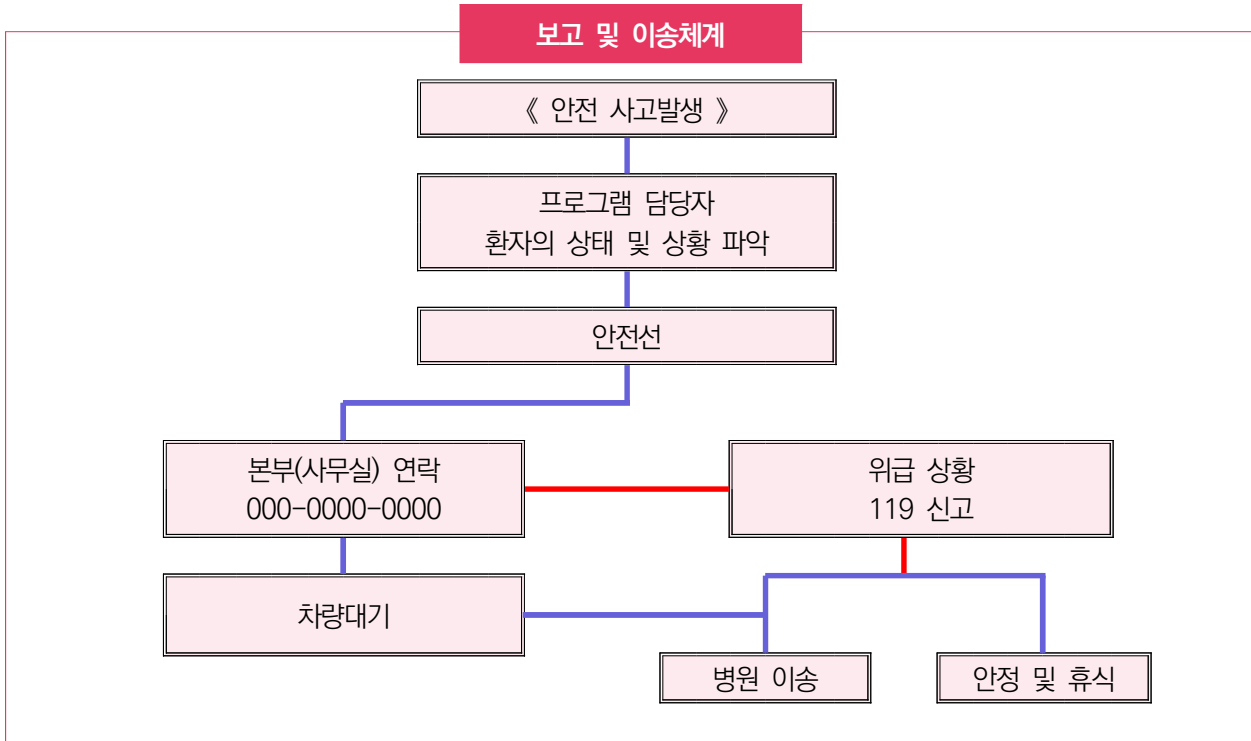 보고 및 이송체계
《 안전 사고발생 》
프로그램 담당자
환자의 상태 및 상황 파악
안전선
본부(사무실) 연락
000-0000-0000
위급 상황
119 신고
차량대기
병원 이송
안정 및 휴식